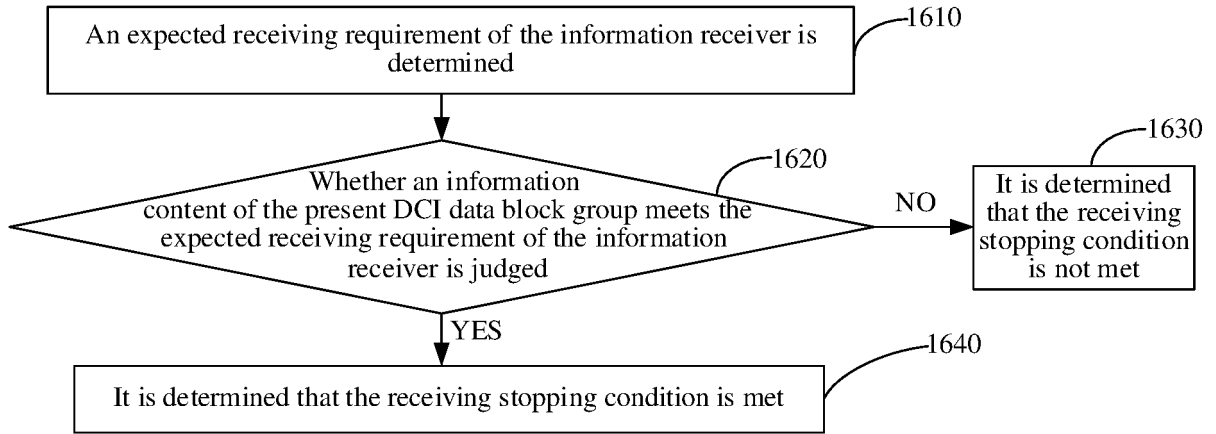 1610
An expected receiving requirement of the information receiver is
determined
1620
Whether an information
content of the present DCI data block group meets the
expected receiving requirement of the information
receiver is judged
NO
1630
It is determined
that the receiving
stopping condition
is not met
YES
1640
It is determined that the receiving stopping condition is met